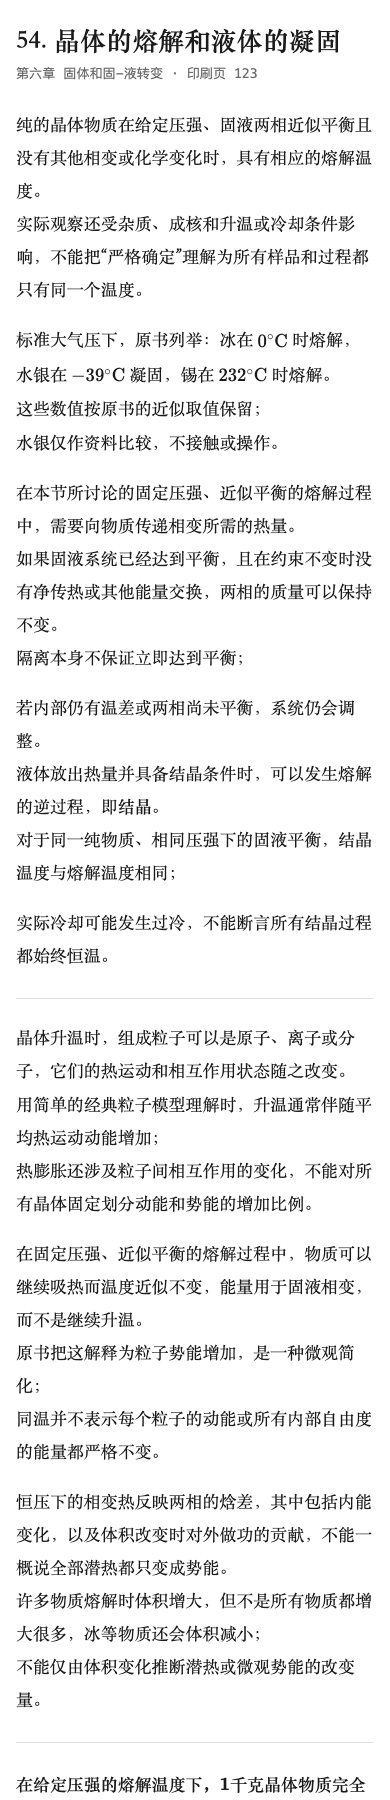 54. 晶体的熔解和液体的凝固
第六章 固体和固—液转变 · 印刷页 123
纯的晶体物质在给定压强、固液两相近似平衡且
没有其他相变或化学变化时，具有相应的熔解温
度。
实际观察还受杂质、成核和升温或冷却条件影
响，不能把“严格确定”理解为所有样品和过程都
只有同一个温度。
标准大气压下，原书列举：冰在 0°C 时熔解，
水银在 −39°C 凝固，锡在 232°C 时熔解。
这些数值按原书的近似取值保留；
水银仅作资料比较，不接触或操作。
在本节所讨论的固定压强、近似平衡的熔解过程
中，需要向物质传递相变所需的热量。
如果固液系统已经达到平衡，且在约束不变时没
有净传热或其他能量交换，两相的质量可以保持
不变。
隔离本身不保证立即达到平衡；
若内部仍有温差或两相尚未平衡，系统仍会调
整。
液体放出热量并具备结晶条件时，可以发生熔解
的逆过程，即结晶。
对于同一纯物质、相同压强下的固液平衡，结晶
温度与熔解温度相同；
实际冷却可能发生过冷，不能断言所有结晶过程
都始终恒温。
晶体升温时，组成粒子可以是原子、离子或分
子，它们的热运动和相互作用状态随之改变。
用简单的经典粒子模型理解时，升温通常伴随平
均热运动动能增加；
热膨胀还涉及粒子间相互作用的变化，不能对所
有晶体固定划分动能和势能的增加比例。
在固定压强、近似平衡的熔解过程中，物质可以
继续吸热而温度近似不变，能量用于固液相变，
而不是继续升温。
原书把这解释为粒子势能增加，是一种微观简
化；
同温并不表示每个粒子的动能或所有内部自由度
的能量都严格不变。
恒压下的相变热反映两相的焓差，其中包括内能
变化，以及体积改变时对外做功的贡献，不能一
概说全部潜热都只变成势能。
许多物质熔解时体积增大，但不是所有物质都增
大很多，冰等物质还会体积减小；
不能仅由体积变化推断潜热或微观势能的改变
量。
在给定压强的熔解温度下，1千克晶体物质完全